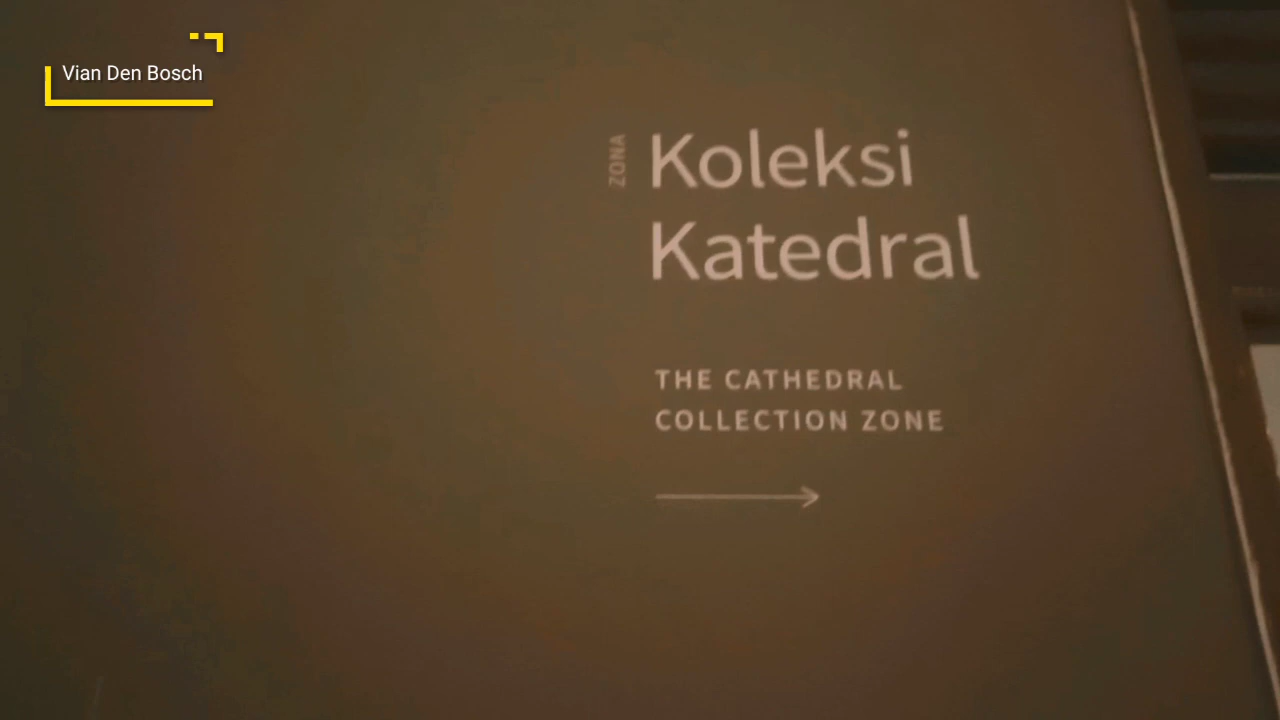 Vian Den Bosch
ZONA
Koleksi
Katedral
THE CATHEDRAL
COLLECTION ZONE